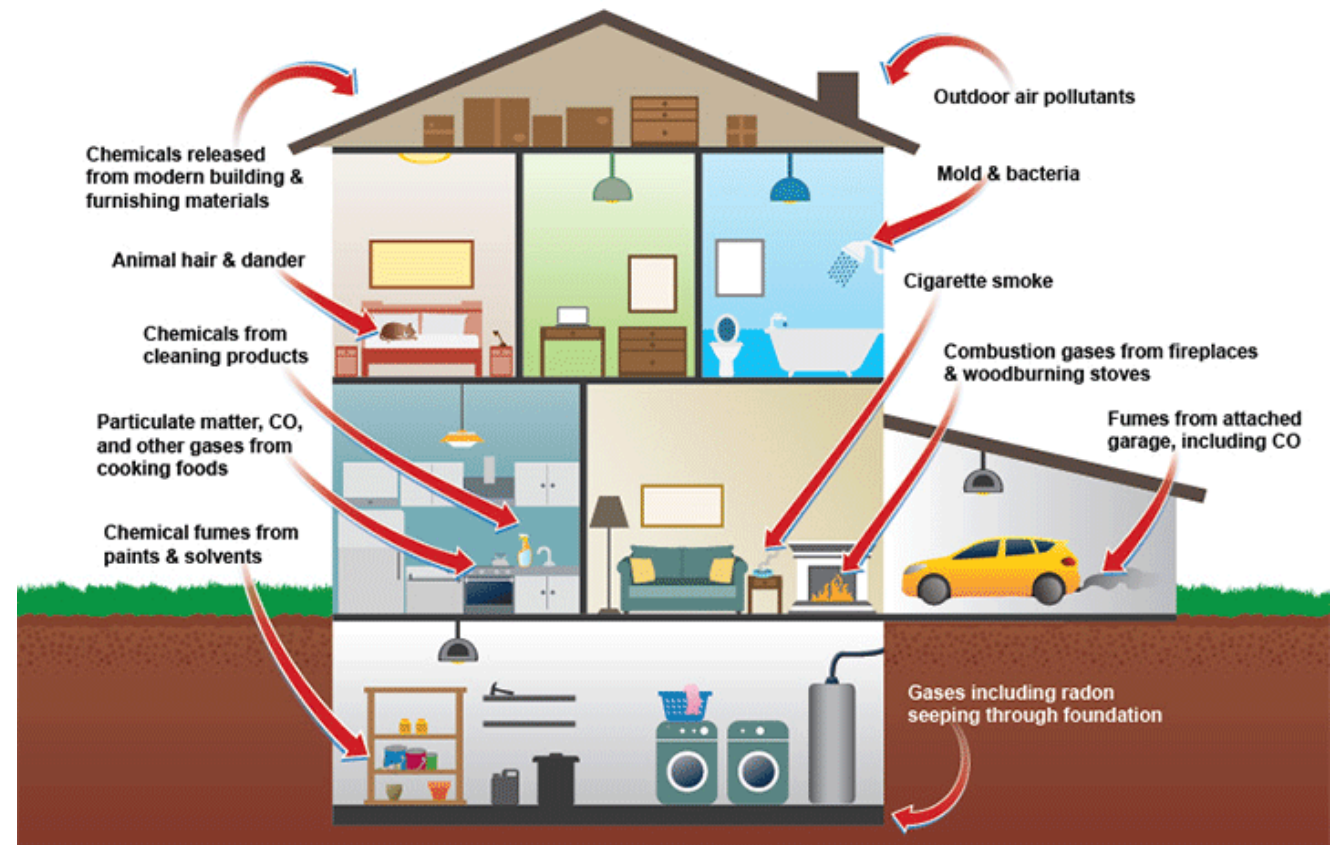 Chemicals released
from modern building &
furnishing materials
Animal hair & dander
Chemicals from
cleaning products
Particulate matter, CO,
and other gases from
cooking foods
Chemical fumes from
paints & solvents
Outdoor air pollutants
Mold & bacteria
Cigarette smoke
Combustion gases from fireplaces
& woodburning stoves
Fumes from attached
garage, including CO
Gases including radon
seeping through foundation